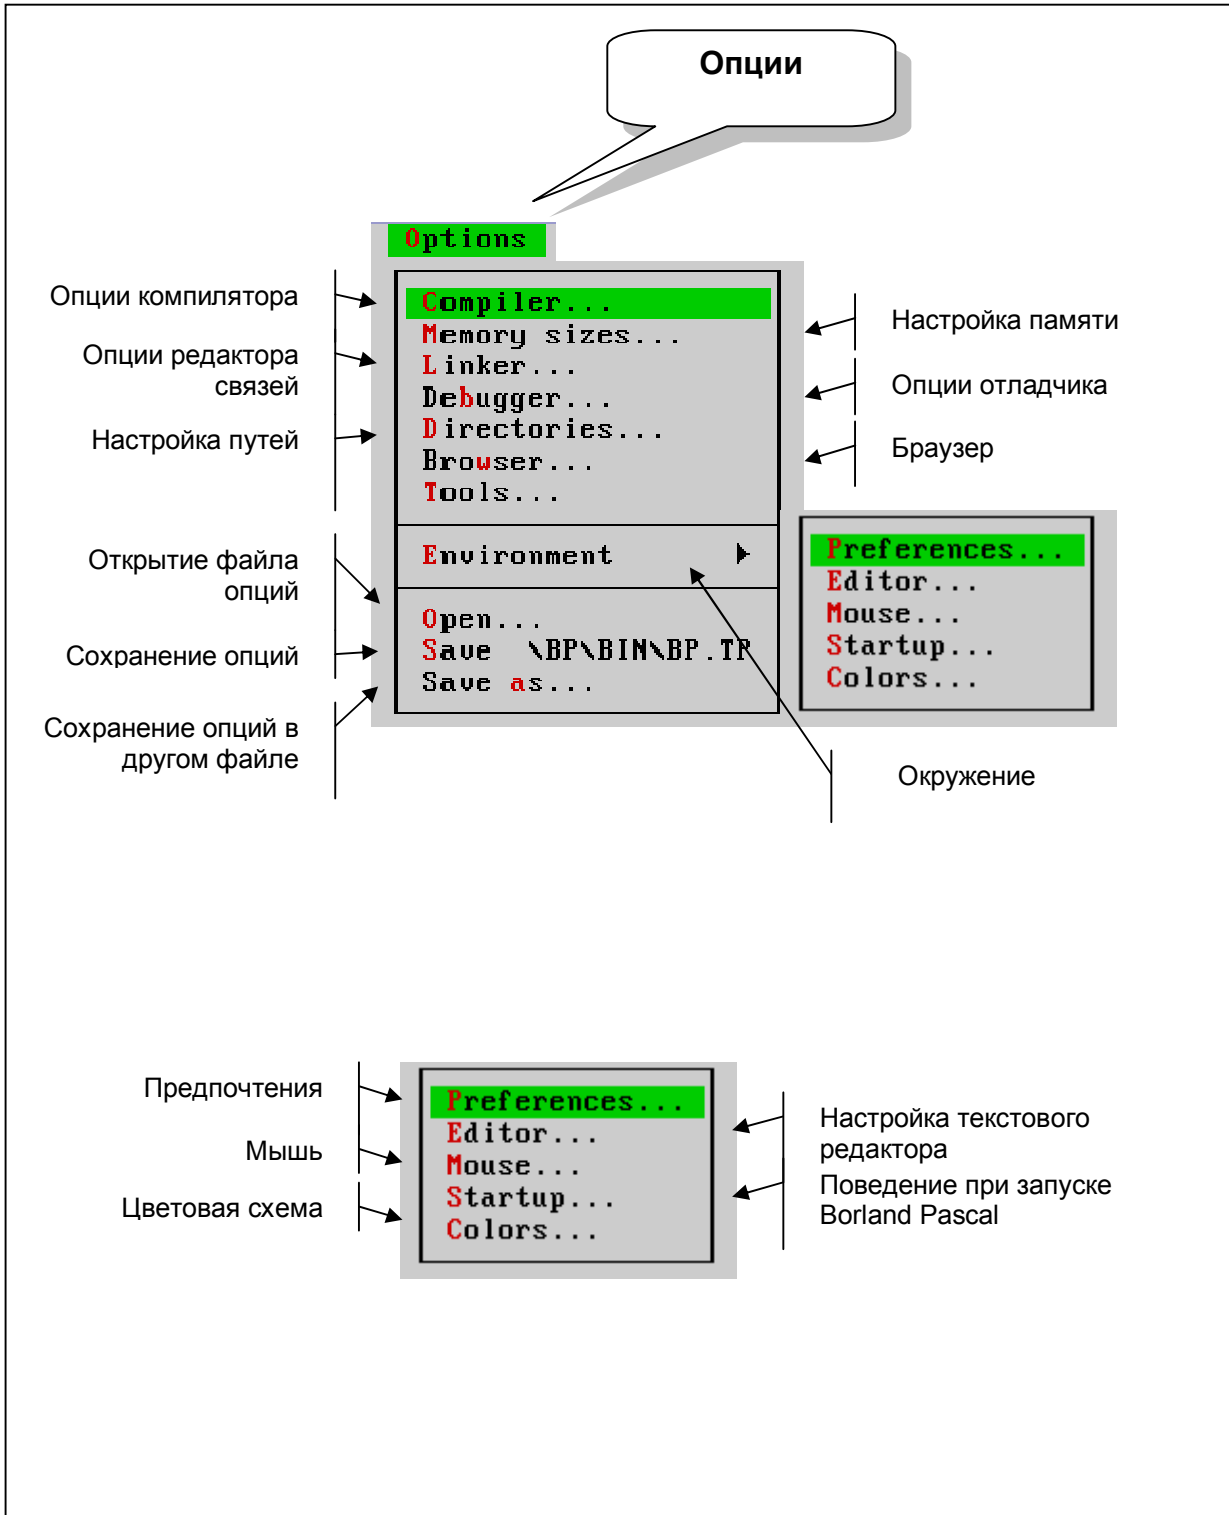 Опции
Options
Опции компилятора
Опции редактора
связей
Настройка путей
Открытие файла
опций
Сохранение опций
Сохранение опций в
другом файле
Compiler...
Memory sizes...
Linker...
Debugger...
Directories...
Browser...
Tools...
Environment
Open...
Save \BP\BIN\BP.TP
Save as...
Настройка памяти
Опции отладчика
Браузер
Preferences...
Editor...
Mouse...
Startup...
Colors...
Окружение
Предпочтения
Мышь
Цветовая схема
Preferences...
Editor...
Mouse...
Startup...
Colors...
Настройка текстового
редактора
Поведение при запуске
Borland Pascal